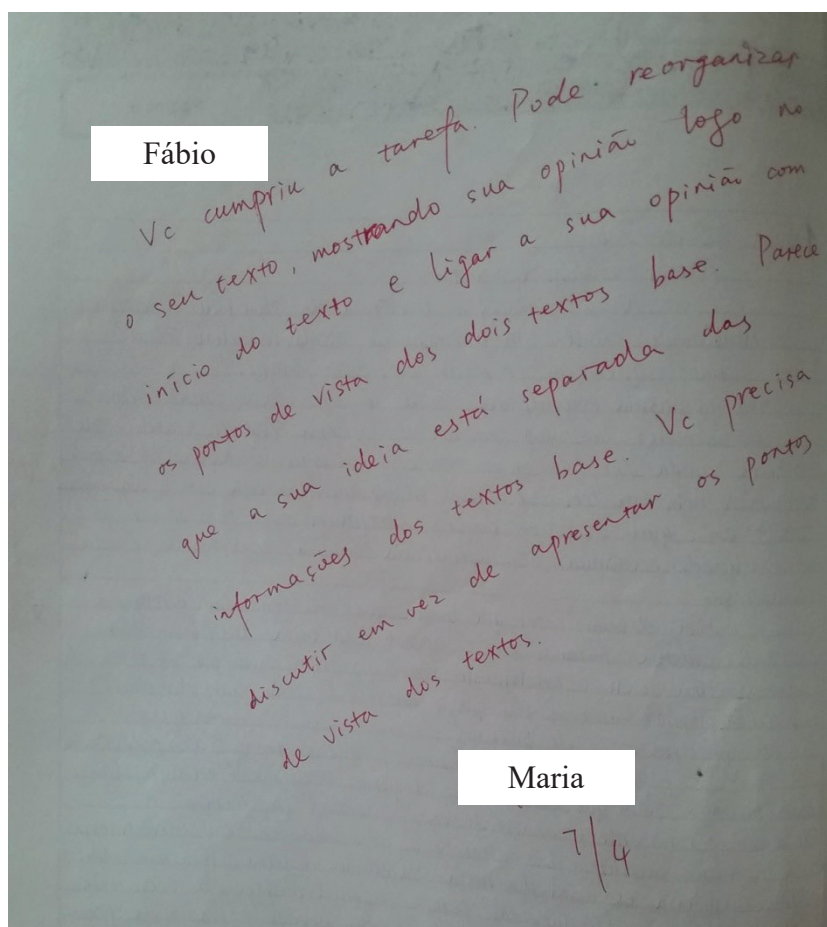 Fábio
Vc cumpriu a tarefa. Pode reorganizar
o seu texto, mostrando sua opinião logo no
início do texto e ligar a sua opinião com
os pontos de vista dos dois textos base. Parece
que a sua ideia está separada das
informações dos textos base. Vc precisa
discutir em vez de apresentar os pontos
de vista dos textos.
Maria
7/4